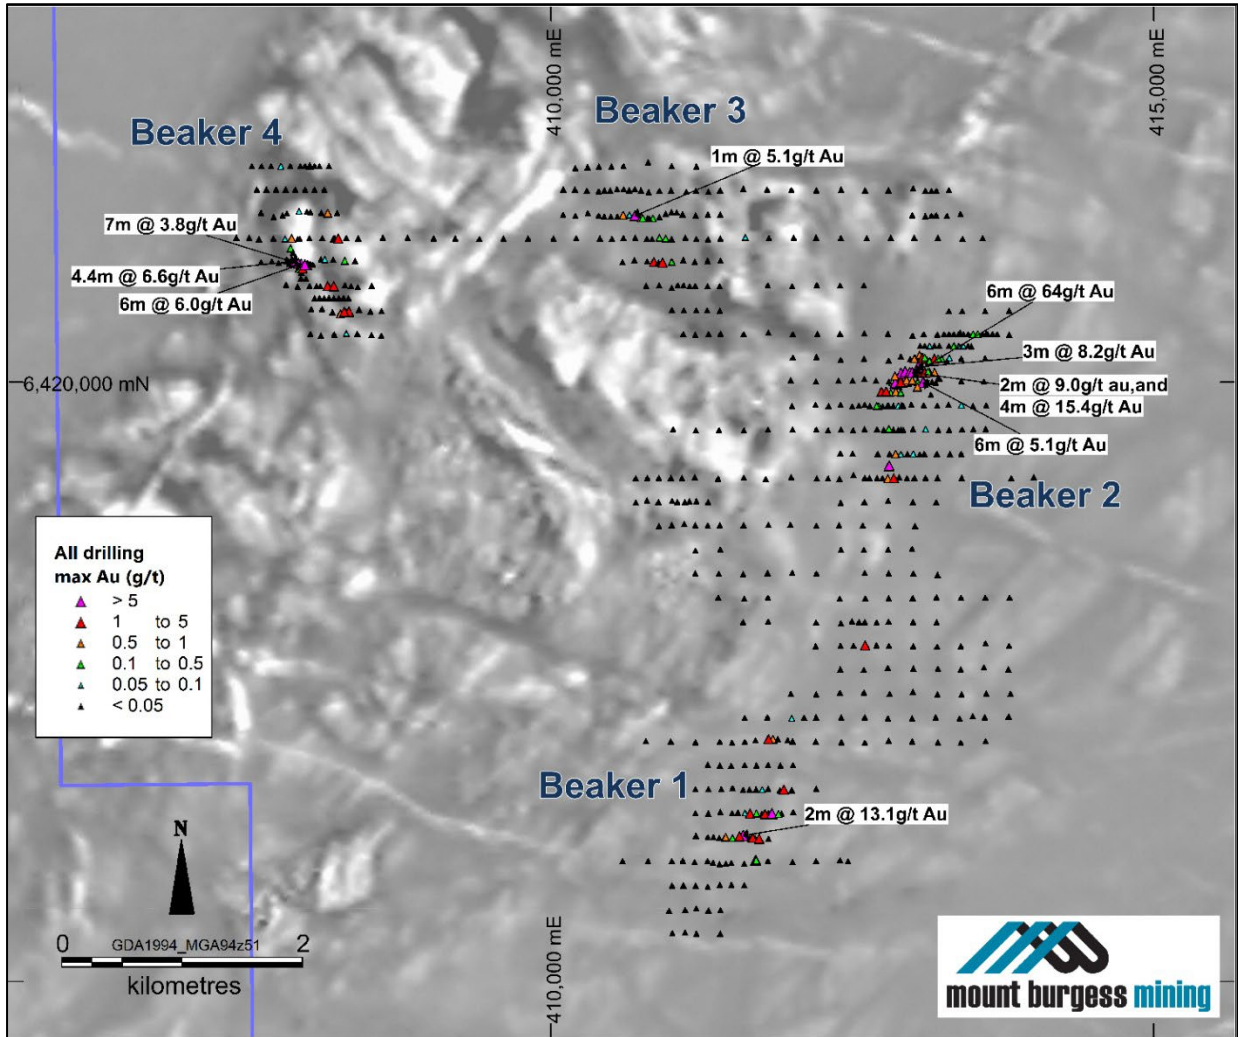 410,000 mE
415,000 mE
Beaker 4
Beaker 3
1m @ 5.1g/t Au
7m @ 3.8g/t Au
4.4m @ 6.6g/t Au
6m @ 6.0g/t Au
6m @ 64g/t Au
3m @ 8.2g/t Au
6,420,000 mN
2m @ 9.0g/t au,and
4m @ 15.4g/t Au
6m @ 5.1g/t Au
Beaker 2
All drilling
max Au (g/t)
> 5
1 to 5
0.5 to 1
0.1 to 0.5
0.05 to 0.1
< 0.05
Beaker 1
2m @ 13.1g/t Au
N
0 GDA1994_MGA94z51 2
kilometres
410,000 mE
mount burgess mining